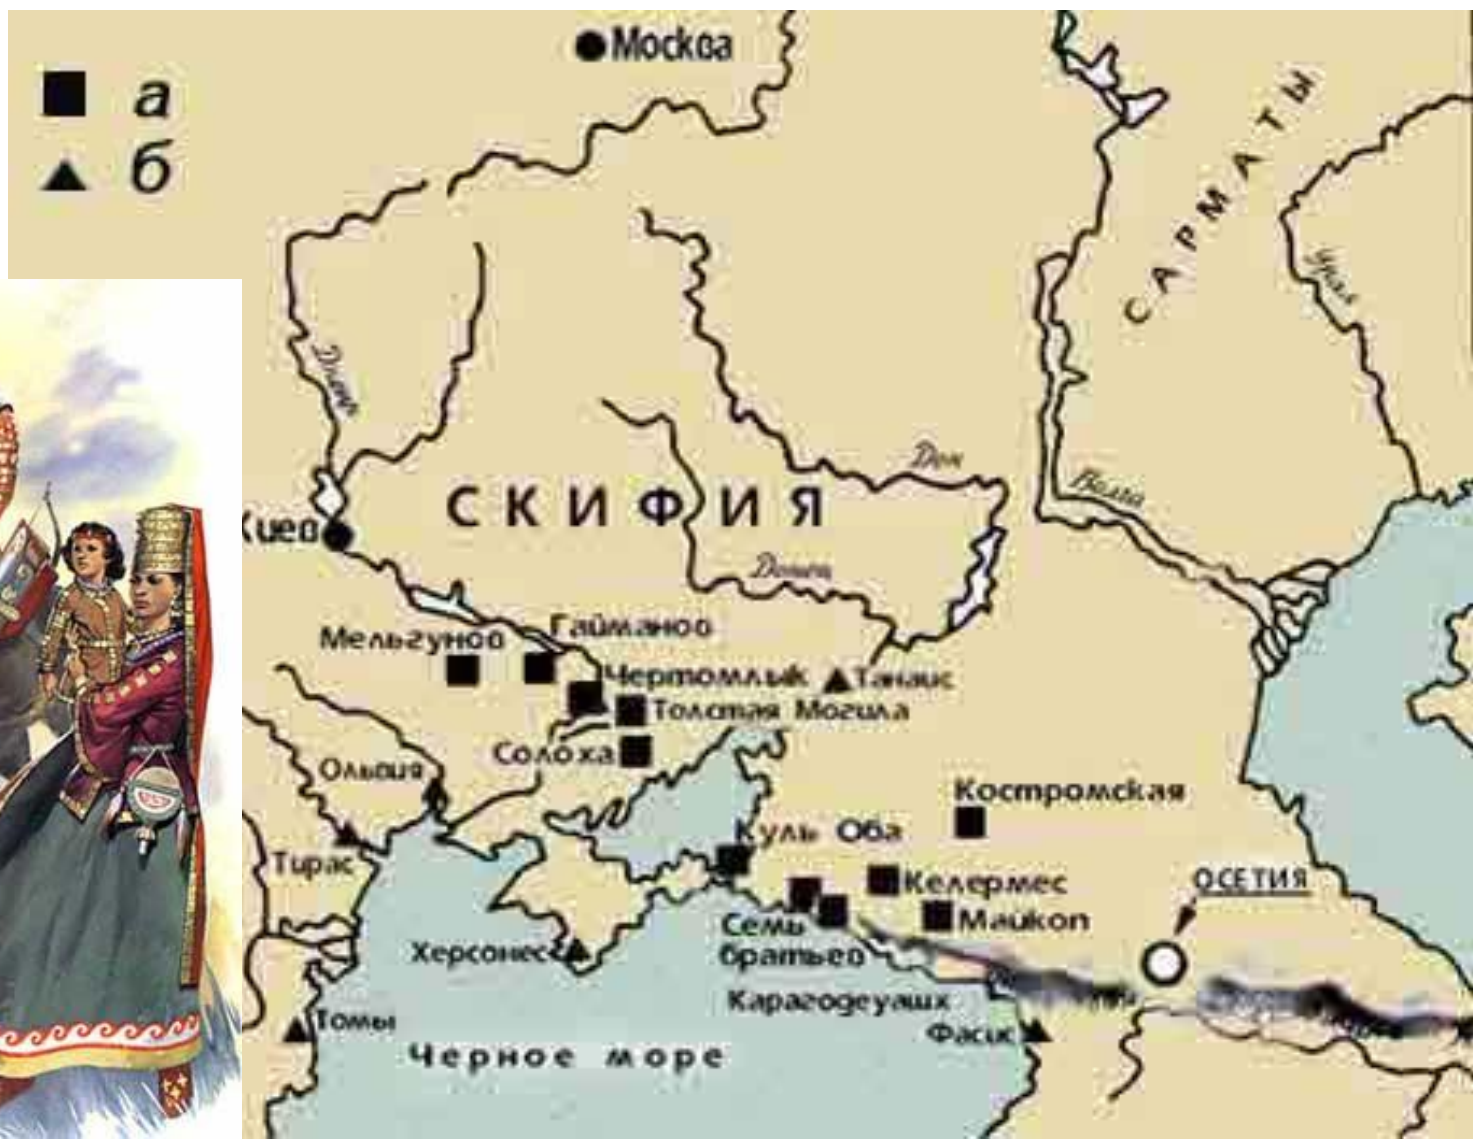 Москва
а
б
САРМАТЫ
Урал
Днепр
Дон
СКИФИЯ
Волга
Киев
Донец
Гайманов
Мельгунов
Чертомлык
Танаис
Толстая Могила
Солоха
Ольвия
Костромская
Куль Оба
Тирас
Келермес
ОСЕТИЯ
Майкоп
Семь
братьев
Херсонес
Карагодеуашх
Томы
Фасис
Черное море